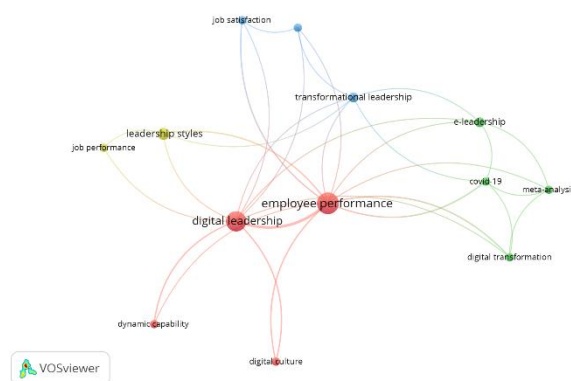 job satisfaction
transformational leadership
e-leadership
leadership styles
job performance
covid-19
meta-analysi
employee performance
digital leadership
digital transformation
dynamic capability
digital culture
VOSviewer